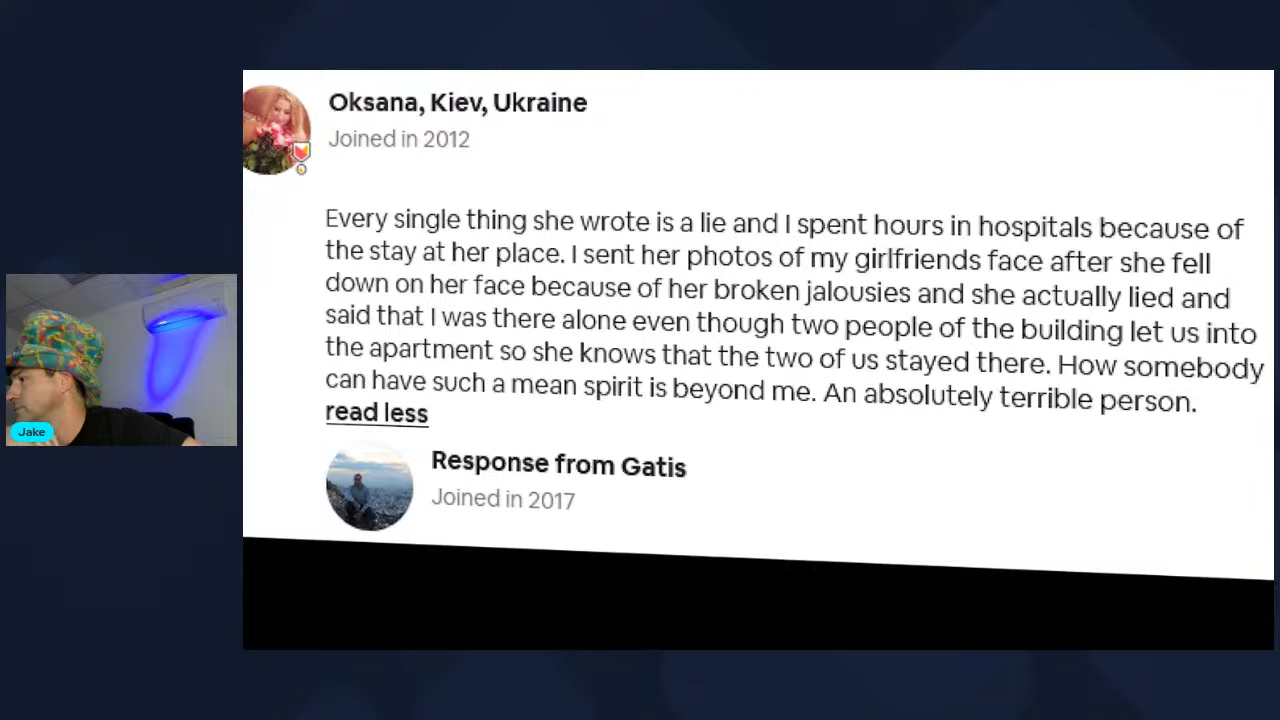 Oksana, Kiev, Ukraine
Joined in 2012
Every single thing she wrote is a lie and I spent hours in hospitals because of
the stay at her place. I sent her photos of my girlfriends face after she fell
down on her face because of her broken jalousies and she actually lied and
said that I was there alone even though two people of the building let us into
the apartment so she knows that the two of us stayed there. How somebody
can have such a mean spirit is beyond me. An absolutely terrible person.
read less
Response from Gatis
Joined in 2017
Jake